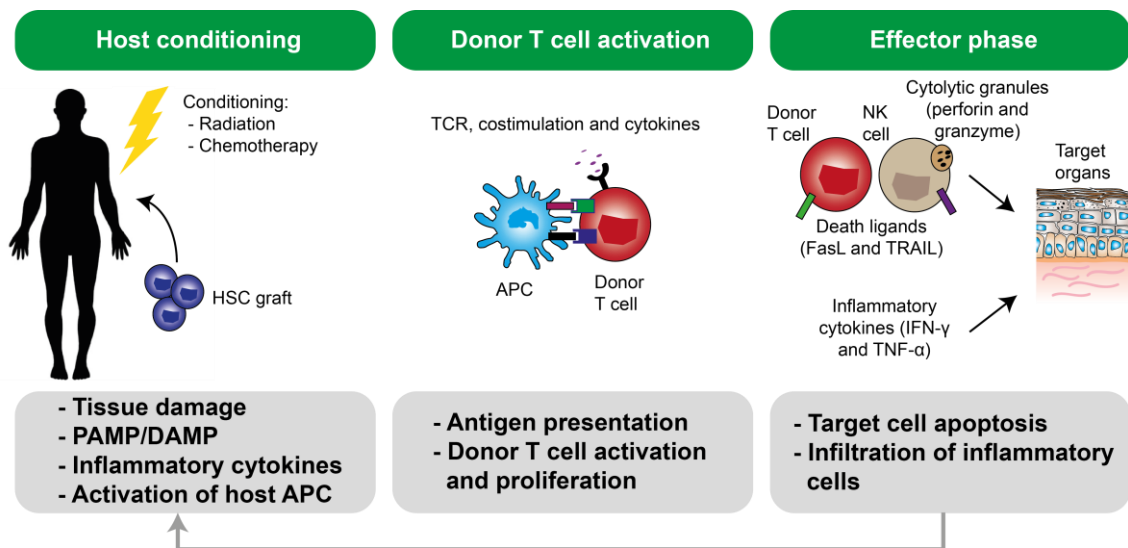 Host conditioning
Conditioning:
- Radiation
- Chemotherapy
HSC graft
- Tissue damage
- PAMP/DAMP
- Inflammatory cytokines
- Activation of host APC
Donor T cell activation
TCR, costimulation and cytokines
APC
Donor
T cell
- Antigen presentation
- Donor T cell activation
and proliferation
Effector phase
Cytolytic granules
(perforin and
granzyme)
Donor
T cell
NK
cell
Target
organs
Death ligands
(FasL and TRAIL)
Inflammatory
cytokines (IFN-γ
and TNF-α)
- Target cell apoptosis
- Infiltration of inflammatory
cells